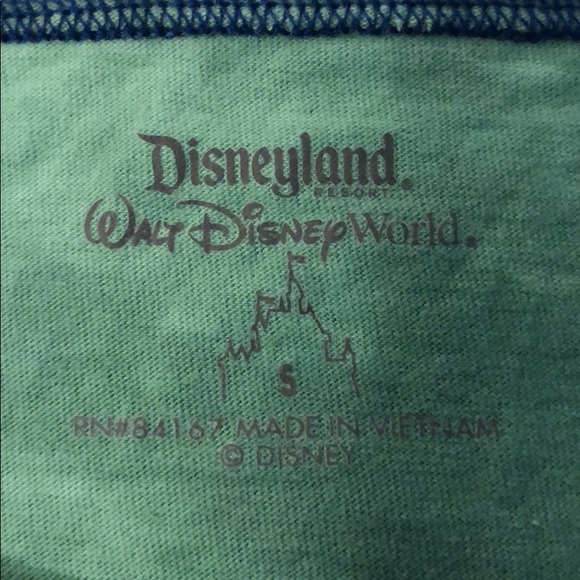 Disneyland®
RESORT
WALT DISNEY World®
S
RN#84167 MADE IN VIETNAM
© DISNEY